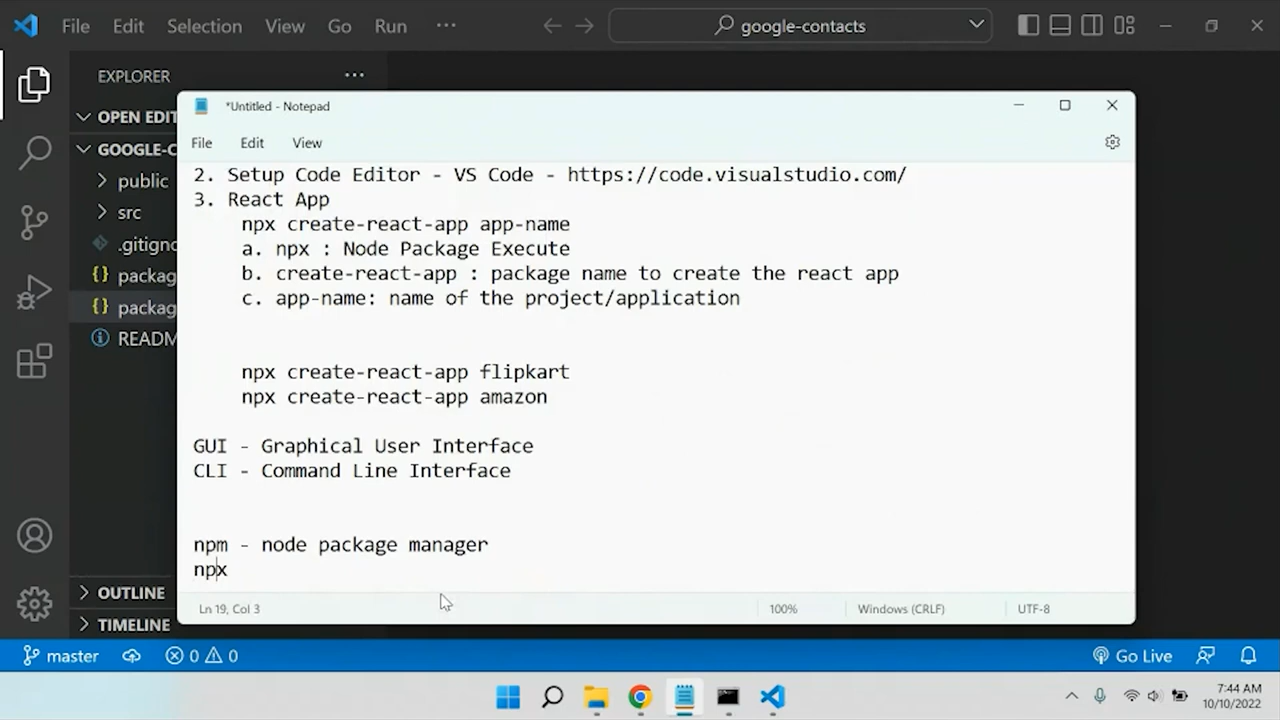 File Edit Selection View Go Run ···
google-contacts
EXPLORER
OPEN EDIT
GOOGLE-C
public
src
.gitigno
packag
packag
READM
OUTLINE
TIMELINE
*Untitled - Notepad
File Edit View
2. Setup Code Editor - VS Code - https://code.visualstudio.com/
3. React App
npx create-react-app app-name
a. npx : Node Package Execute
b. create-react-app : package name to create the react app
c. app-name: name of the project/application
npx create-react-app flipkart
npx create-react-app amazon
GUI - Graphical User Interface
CLI - Command Line Interface
npm - node package manager
npx
Ln 19, Col 3 100% Windows (CRLF) UTF-8
master 0 0 Go Live
7:44 AM
10/10/2022